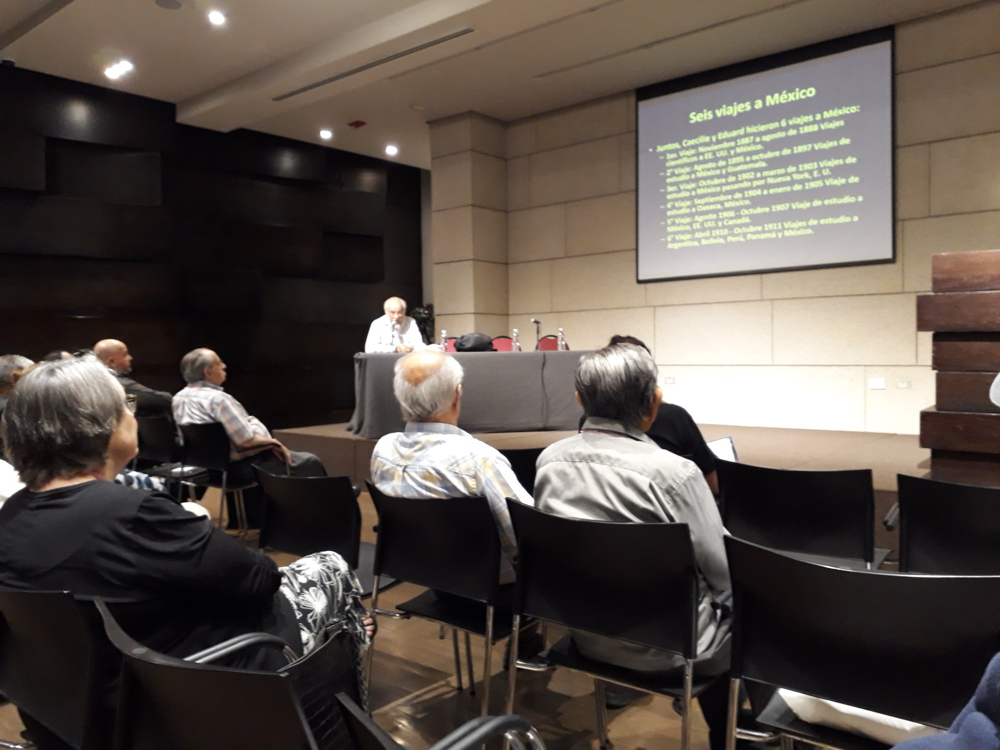 Seis viajes a México
• Juntos, Caecilie y Eduard hicieron 6 viajes a México:
– 1er. Viaje: Noviembre 1887 a agosto de 1888 Viajes
científicos a EE. UU. y México.
– 2° Viaje: Agosto de 1895 a octubre de 1897 Viajes de
estudio a México y Guatemala.
– 3er. Viaje: Octubre de 1902 a marzo de 1903 Viajes de
estudio a México pasando por Nueva York, E. U.
– 4° Viaje: Septiembre de 1904 a enero de 1905 Viaje de
estudio a Oaxaca, México.
– 5° Viaje: Agosto 1906 - Octubre 1907 Viaje de estudio a
México, EE. UU. y Canadá.
– 6° Viaje: Abril 1910 - Octubre 1911 Viajes de estudio a
Argentina, Bolivia, Perú, Panamá y México.